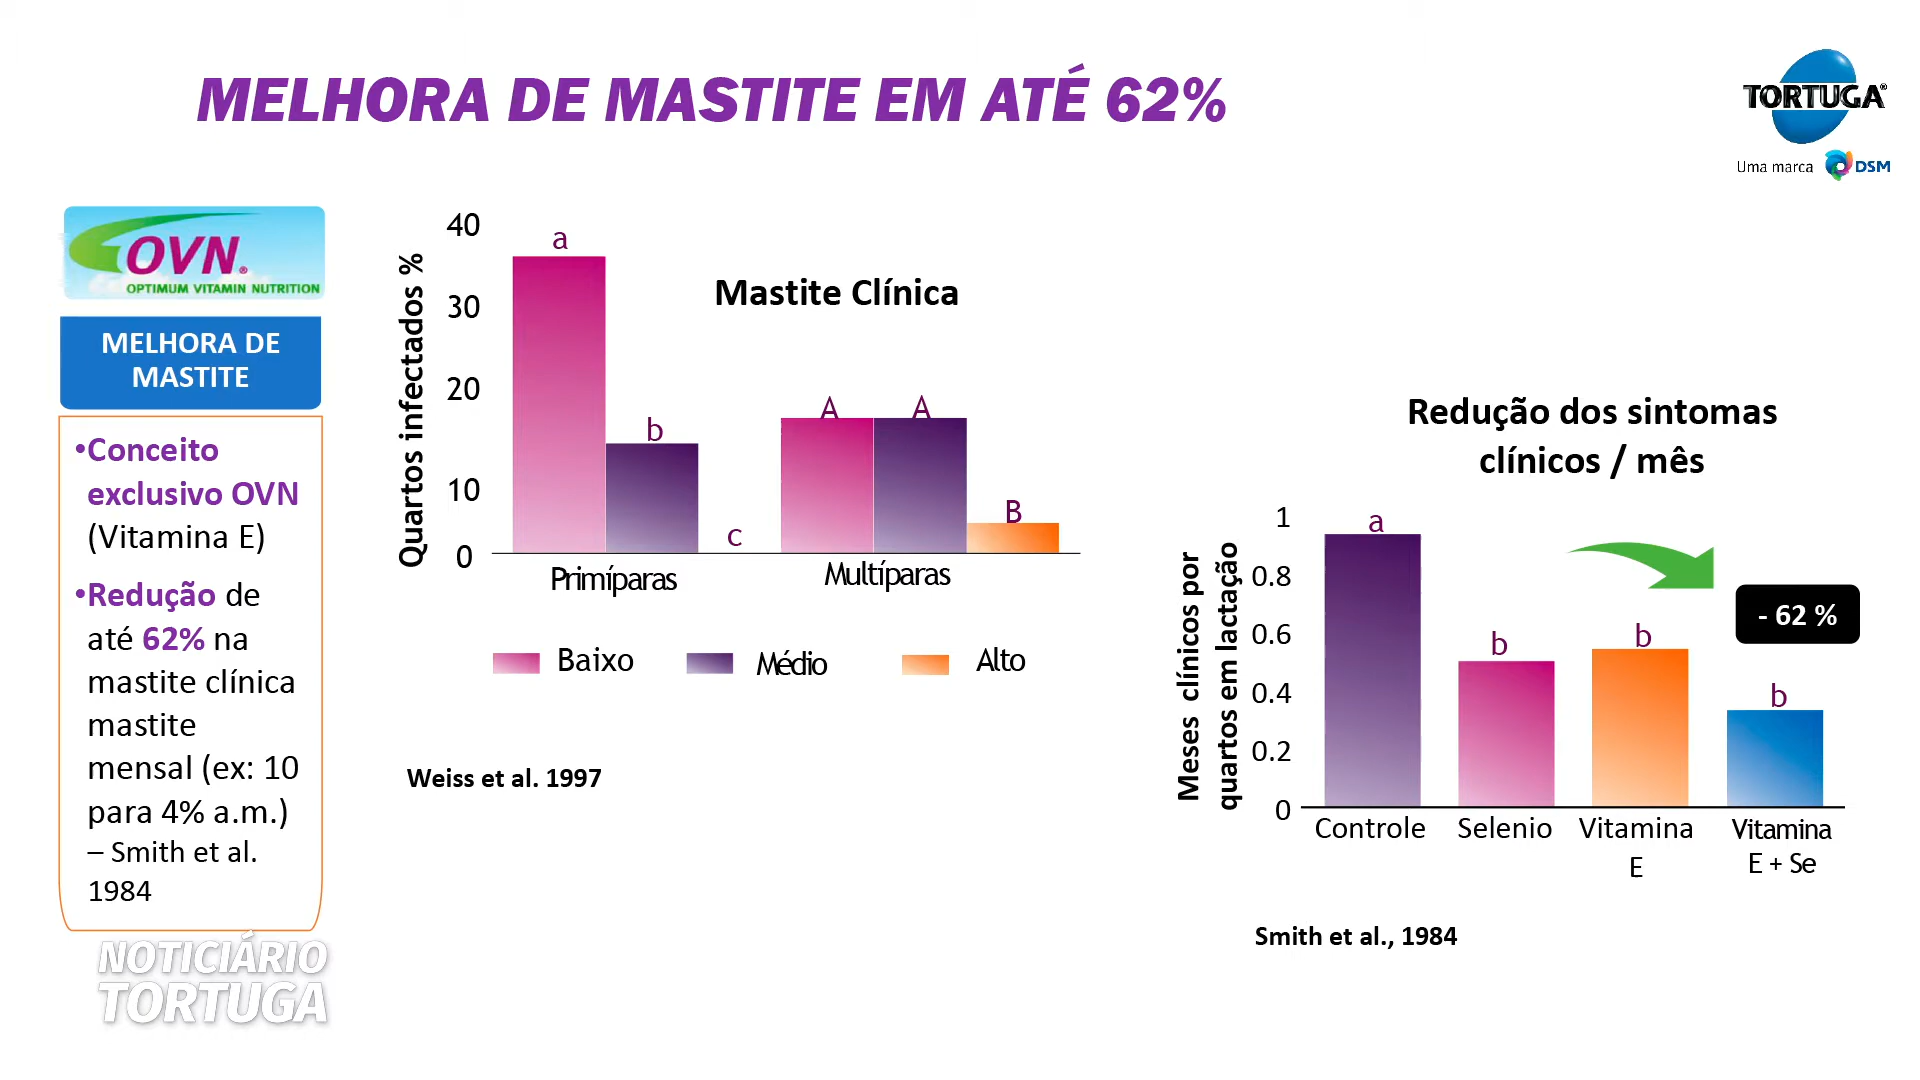 MELHORA DE MASTITE EM ATÉ 62%
TORTUGA®
Uma marca DSM
OVN®
OPTIMUM VITAMIN NUTRITION
MELHORA DE
MASTITE
•Conceito
exclusivo OVN
(Vitamina E)
•Redução de
até 62% na
mastite clínica
mastite
mensal (ex: 10
para 4% a.m.)
– Smith et al.
1984
NOTICIÁRIO
TORTUGA
Mastite Clínica
Quartos infectados %
40
30
20
10
0
a
b
c
A
A
B
Primíparas
Multíparas
Baixo
Médio
Alto
Weiss et al. 1997
Redução dos sintomas
clínicos / mês
Meses clínicos por
quartos em lactação
1
0.8
0.6
0.4
0.2
0
a
b
b
b
- 62 %
Controle
Selenio
Vitamina
E
Vitamina
E + Se
Smith et al., 1984